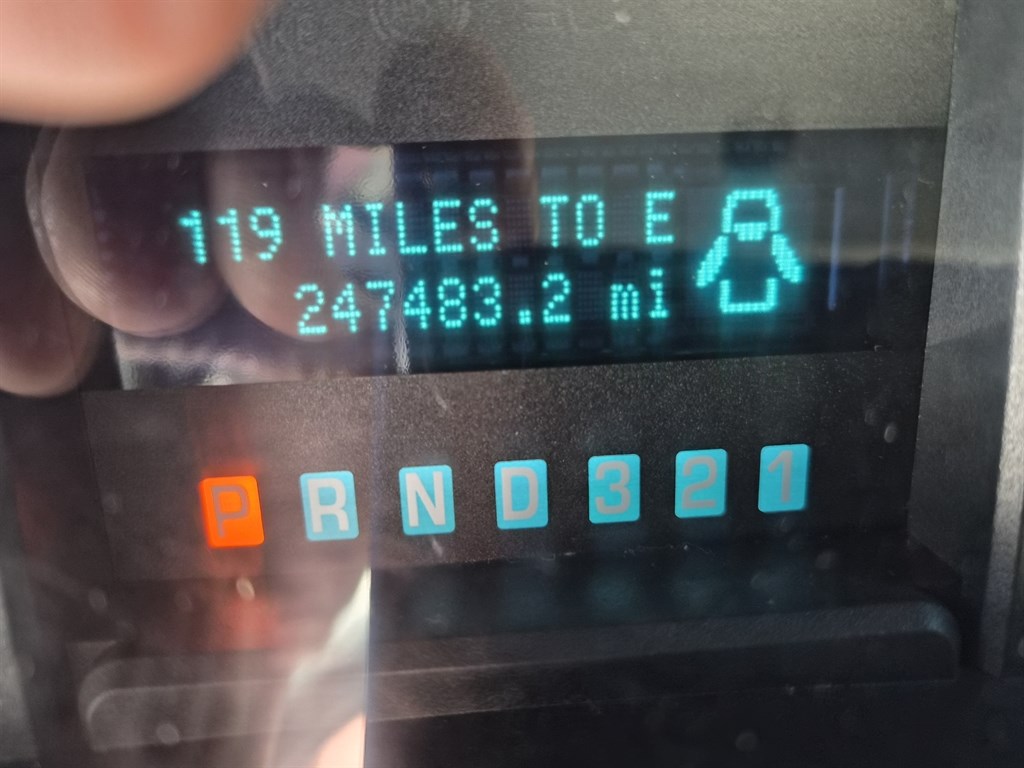 119 MILES TO E
247483.2 mi
P R N D 3 2 1